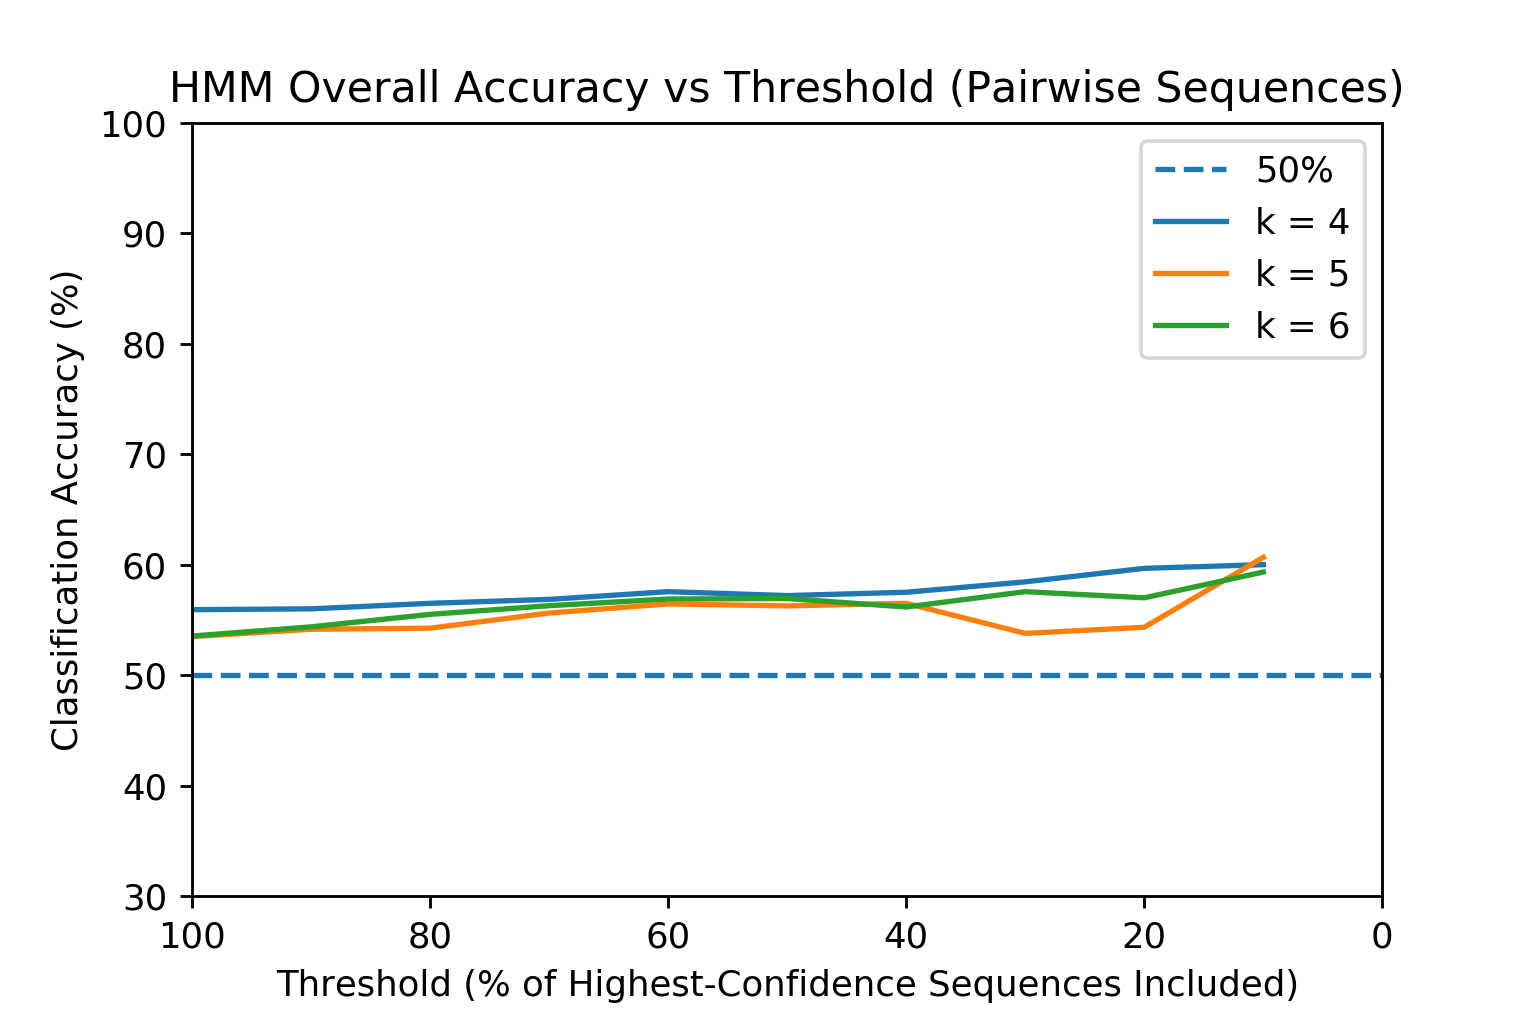 HMM Overall Accuracy vs Threshold (Pairwise Sequences)
100
90
80
70
60
50
40
30
Classification Accuracy (%)
50%
k = 4
k = 5
k = 6
100 80 60 40 20 0
Threshold (% of Highest-Confidence Sequences Included)